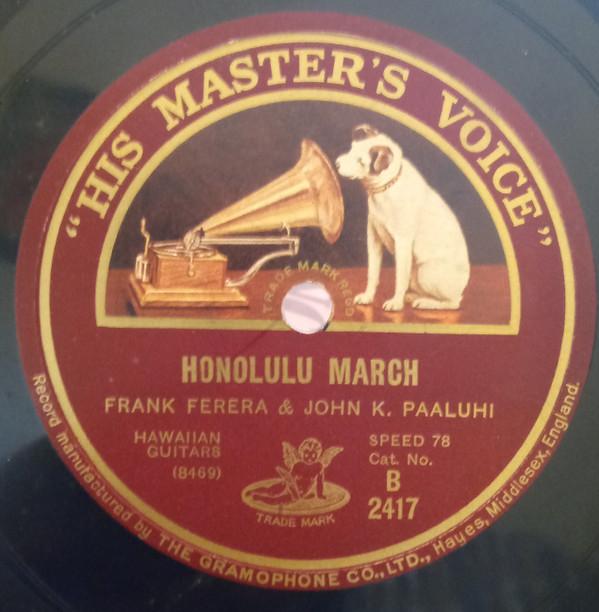 “HIS MASTER'S VOICE”
TRADE MARK REGD
HONOLULU MARCH
FRANK FERERA & JOHN K. PAALUHI
HAWAIIAN
GUITARS
(8469)
SPEED 78
Cat. No.
B
2417
TRADE MARK
Record manufactured by THE GRAMOPHONE CO., LTD., Hayes, Middlesex, England.